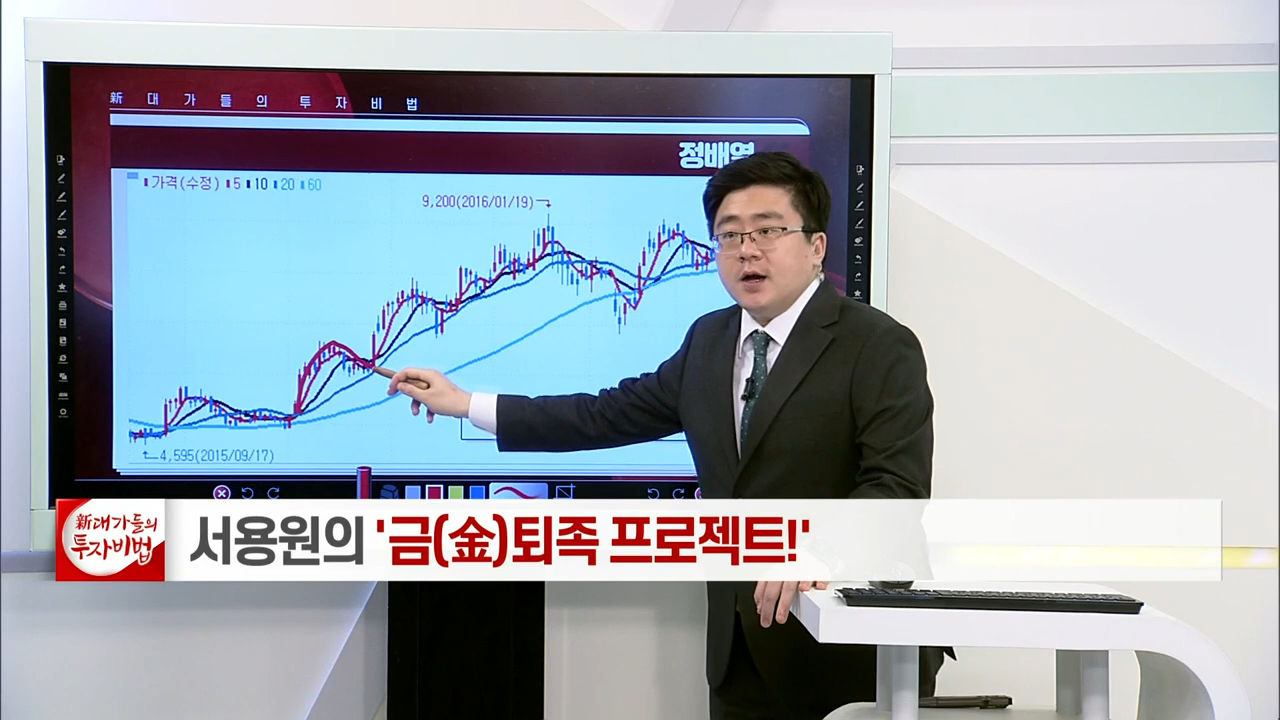 新 대가들의 투자비법
정배열
가격(수정) 5 10 20 60
9,200(2016/01/19)
4,595(2015/09/17)
新대가들의
투자비법
서용원의 '금(金)퇴족 프로젝트!'